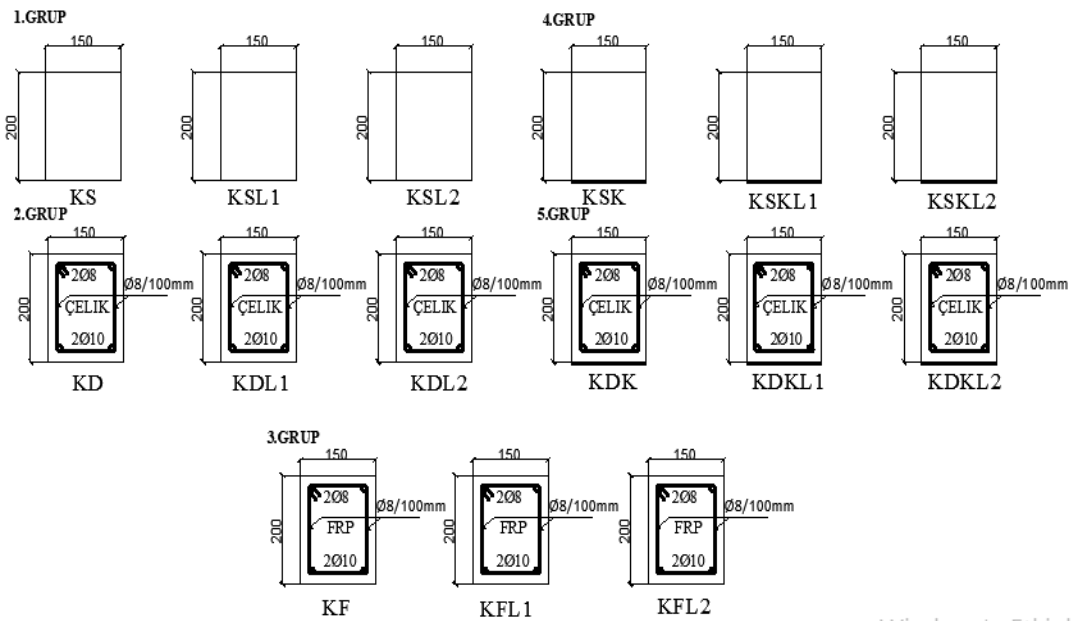 1.GRUP 4.GRUP
150 150 150 150 150 150
200 200 200 200 200 200
KS KSL1 KSL2 KSK KSKL1 KSKL2
2.GRUP 5.GRUP
150 150 150 150 150 150
2Ø8 2Ø8 2Ø8 2Ø8 2Ø8 2Ø8
Ø8/100mm Ø8/100mm Ø8/100mm Ø8/100mm Ø8/100mm Ø8/100mm
200 ÇELIK 200 ÇELIK 200 ÇELIK 200 ÇELIK 200 ÇELIK 200 ÇELIK
2Ø10 2Ø10 2Ø10 2Ø10 2Ø10 2Ø10
KD KDL1 KDL2 KDK KDKL1 KDKL2
3.GRUP
150 150 150
2Ø8 2Ø8 2Ø8
Ø8/100mm Ø8/100mm Ø8/100mm
200 FRP 200 FRP 200 FRP
2Ø10 2Ø10 2Ø10
KF KFL1 KFL2